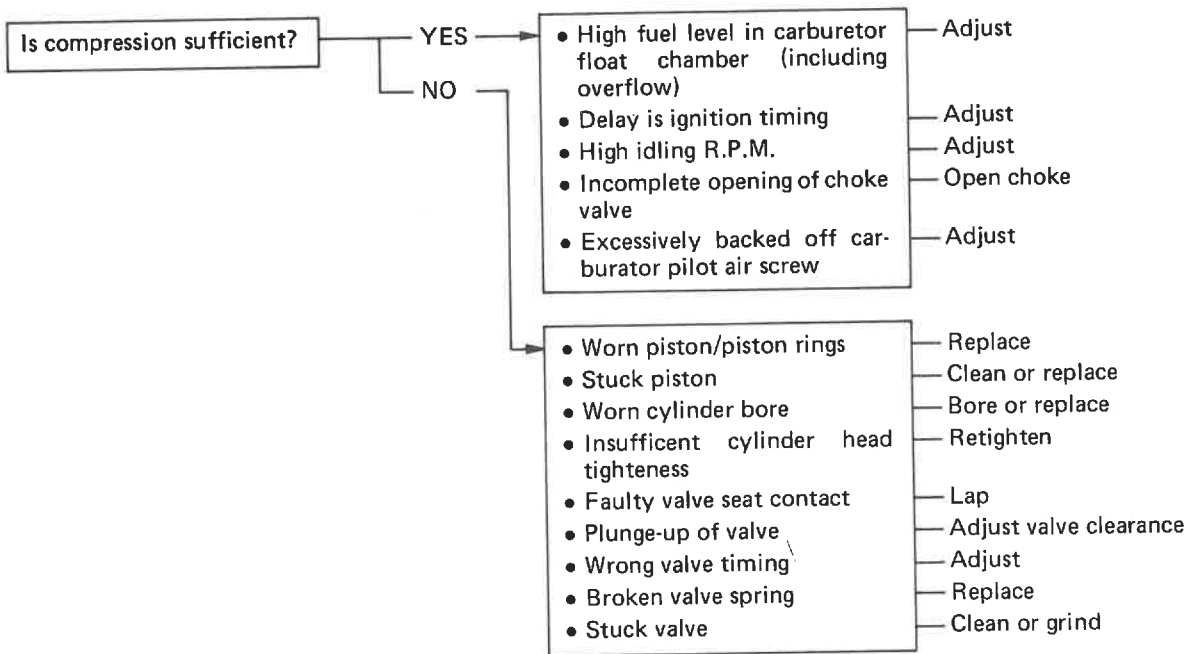 Is compression sufficient?
YES
NO
• High fuel level in carburetor
float chamber (including
overflow)
Adjust
• Delay is ignition timing
Adjust
• High idling R.P.M.
Adjust
• Incomplete opening of choke
valve
Open choke
• Excessively backed off car-
burator pilot air screw
Adjust
• Worn piston/piston rings
Replace
• Stuck piston
Clean or replace
• Worn cylinder bore
Bore or replace
• Insufficent cylinder head
tighteness
Retighten
• Faulty valve seat contact
Lap
• Plunge-up of valve
Adjust valve clearance
• Wrong valve timing
Adjust
• Broken valve spring
Replace
• Stuck valve
Clean or grind